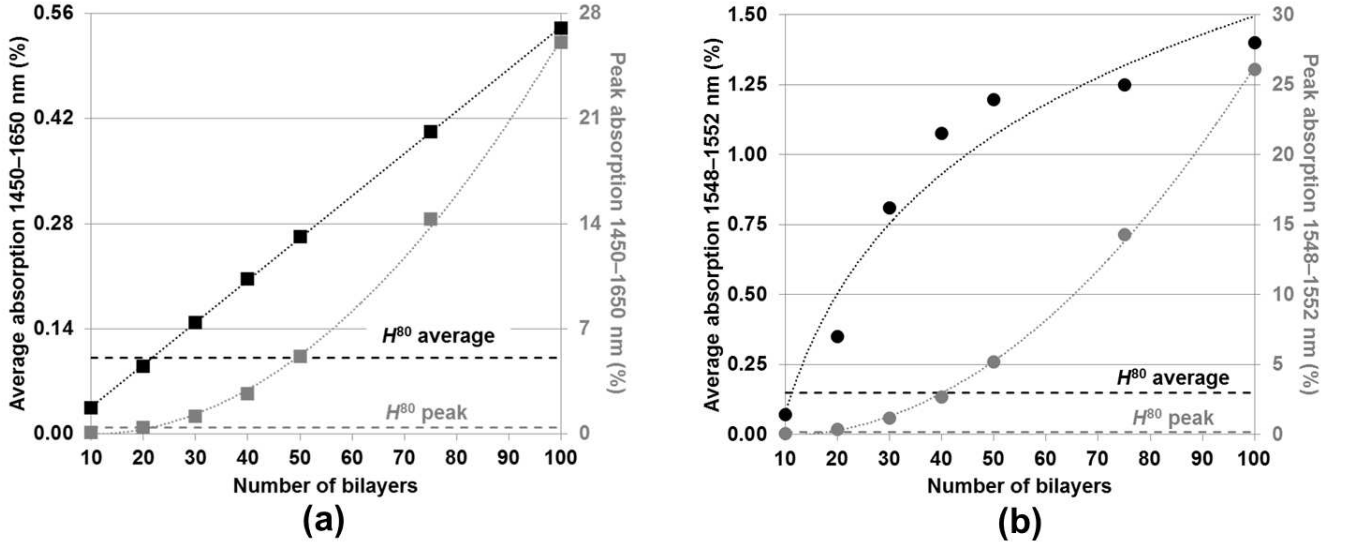 Average absorption 1450–1650 nm (%)
0.56
0.42
0.28
0.14
0.00
28
21
14
7
0
Peak absorption 1450–1650 nm (%)
H80 average
H80 peak
10 20 30 40 50 60 70 80 90 100
Number of bilayers
(a)
Average absorption 1548–1552 nm (%)
1.50
1.25
1.00
0.75
0.50
0.25
0.00
30
25
20
15
10
5
0
Peak absorption 1548–1552 nm (%)
H80 average
H80 peak
10 20 30 40 50 60 70 80 90 100
Number of bilayers
(b)